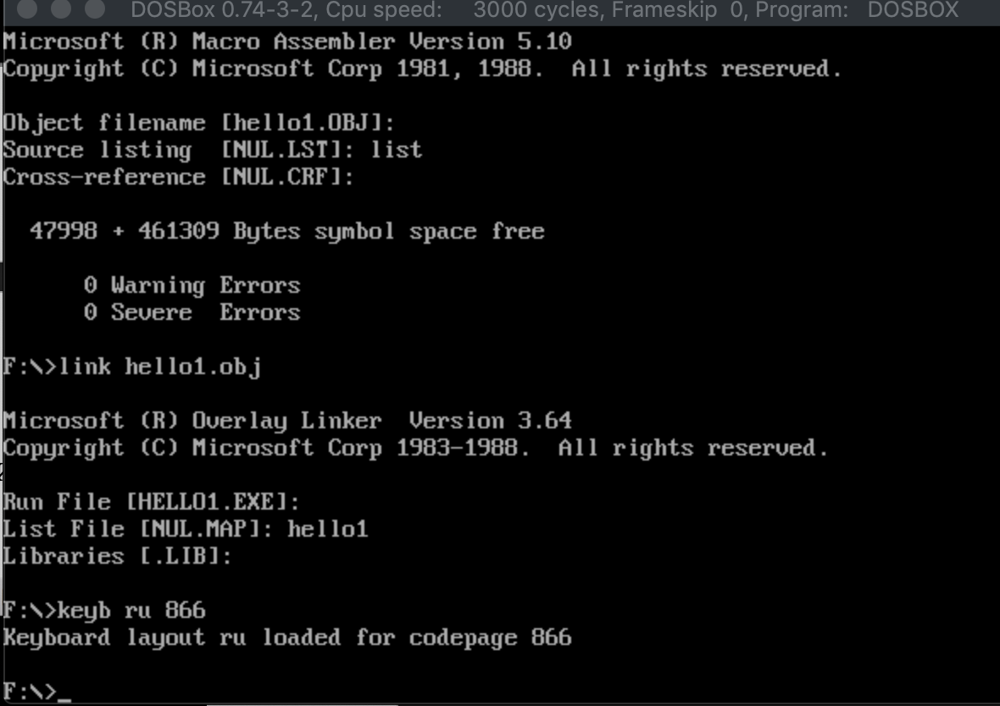 DOSBox 0.74-3-2, Cpu speed: 3000 cycles, Frameskip 0, Program: DOSBOX
Microsoft (R) Macro Assembler Version 5.10
Copyright (C) Microsoft Corp 1981, 1988.  All rights reserved.
Object filename [hello1.OBJ]:
Source listing  [NUL.LST]: list
Cross-reference [NUL.CRF]:
47998 + 461309 Bytes symbol space free
0 Warning Errors
0 Severe  Errors
F:\>link hello1.obj
Microsoft (R) Overlay Linker  Version 3.64
Copyright (C) Microsoft Corp 1983-1988.  All rights reserved.
Run File [HELLO1.EXE]:
List File [NUL.MAP]: hello1
Libraries [.LIB]:
F:\>keyb ru 866
Keyboard layout ru loaded for codepage 866
F:\>_